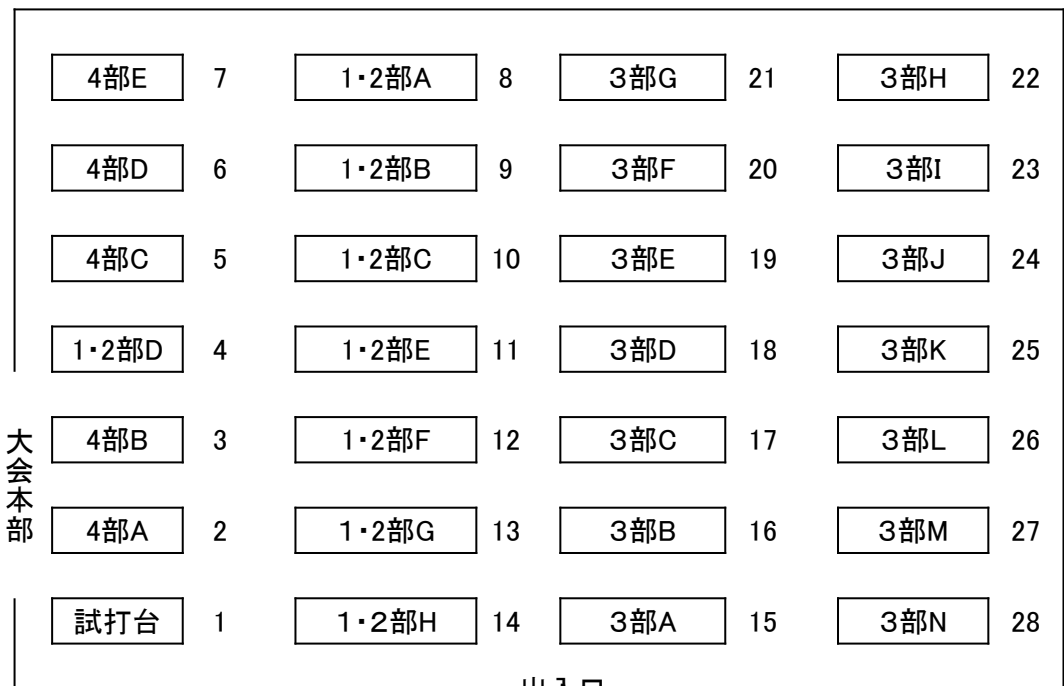 4部E 7 1・2部A 8 3部G 21 3部H 22
4部D 6 1・2部B 9 3部F 20 3部I 23
4部C 5 1・2部C 10 3部E 19 3部J 24
1・2部D 4 1・2部E 11 3部D 18 3部K 25
大会本部
4部B 3 1・2部F 12 3部C 17 3部L 26
4部A 2 1・2部G 13 3部B 16 3部M 27
試打台 1 1・2部H 14 3部A 15 3部N 28
出入口